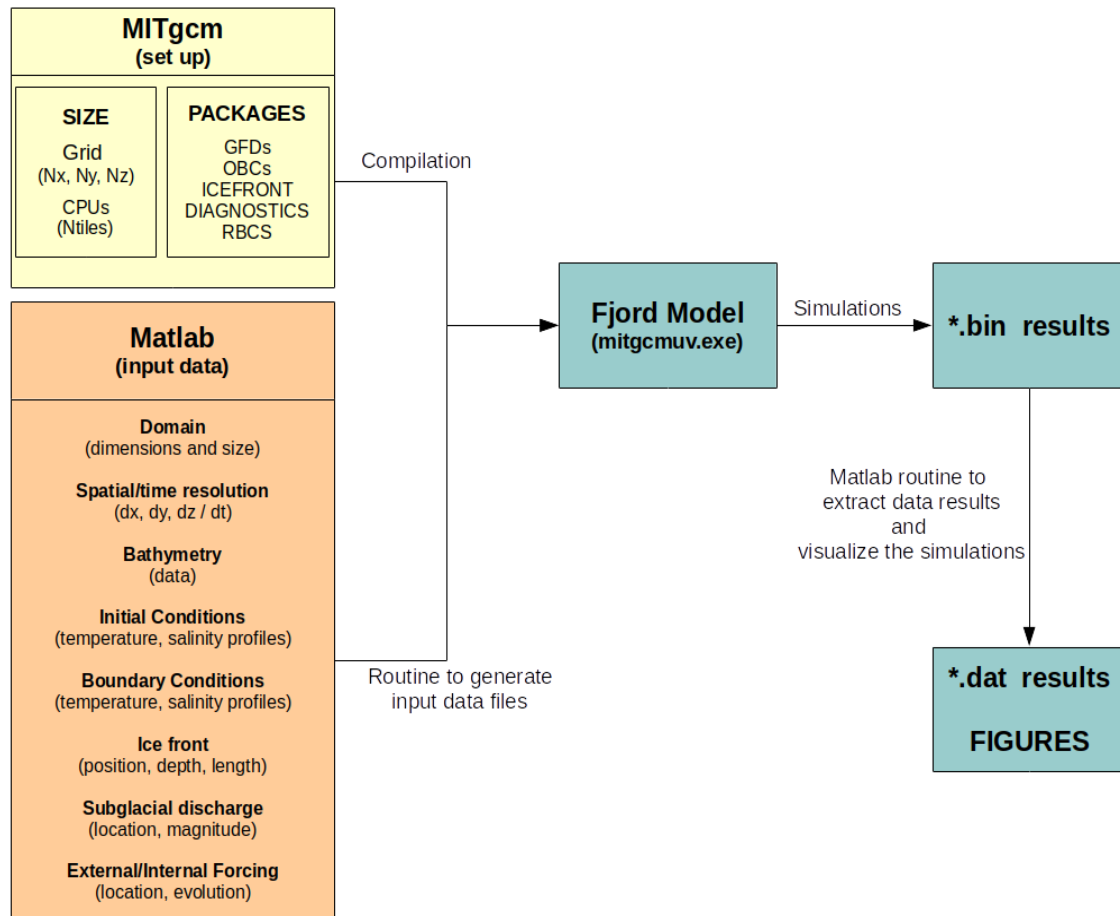 MITgcm
(set up)
SIZE
Grid
(Nx, Ny, Nz)
CPUs
(Ntiles)
PACKAGES
GFDs
OBCs
ICEFRONT
DIAGNOSTICS
RBCS
Compilation
Matlab
(input data)
Domain
(dimensions and size)
Spatial/time resolution
(dx, dy, dz / dt)
Bathymetry
(data)
Initial Conditions
(temperature, salinity profiles)
Boundary Conditions
(temperature, salinity profiles)
Ice front
(position, depth, length)
Subglacial discharge
(location, magnitude)
External/Internal Forcing
(location, evolution)
Routine to generate
input data files
Fjord Model
(mitgcmuv.exe)
Simulations
*.bin results
Matlab routine to
extract data results
and
visualize the simulations
*.dat results
FIGURES